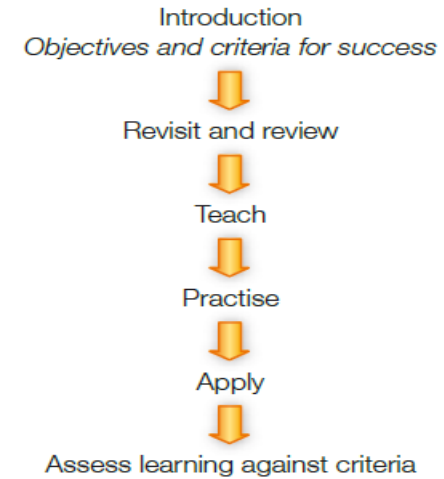 Introduction
Objectives and criteria for success
Revisit and review
Teach
Practise
Apply
Assess learning against criteria